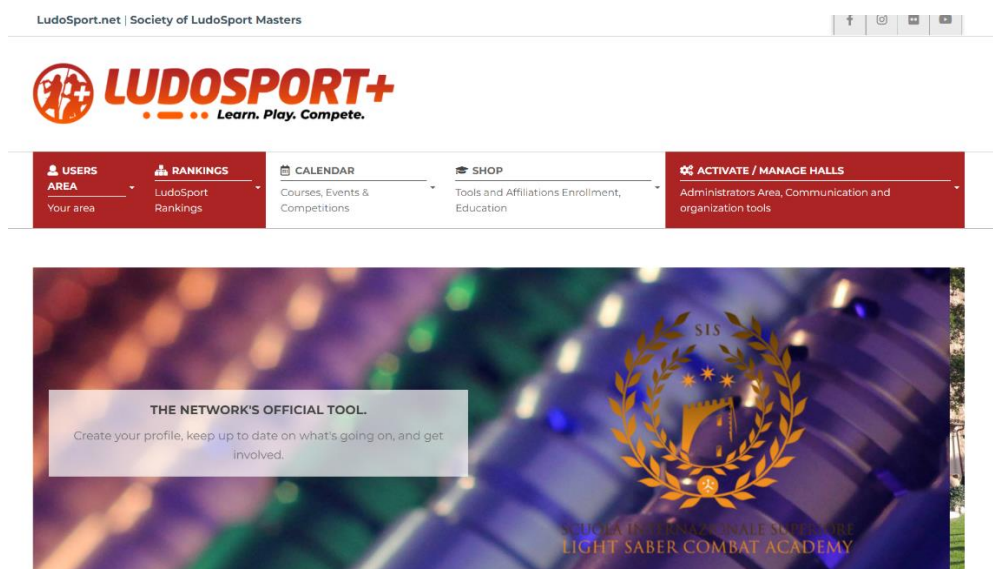 LudoSport.net | Society of LudoSport Masters
LUDOSPORT+
Learn. Play. Compete.
USERS AREA
Your area
RANKINGS
LudoSport
Rankings
CALENDAR
Courses, Events &
Competitions
SHOP
Tools and Affiliations Enrollment,
Education
ACTIVATE / MANAGE HALLS
Administrators Area, Communication and
organization tools
SIS
THE NETWORK'S OFFICIAL TOOL.
Create your profile, keep up to date on what's going on, and get
involved.
SCUOLA INTERNAZIONALE SUPERIORE
LIGHT SABER COMBAT ACADEMY